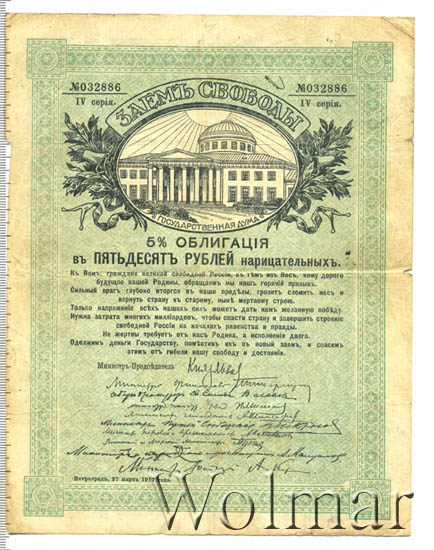 №032886 №032886
IV серія. IV серія.
ЗАЕМЪ СВОБОДЫ
ГОСУДАРСТВЕННАЯ ДУМА
5% ОБЛИГАЦІЯ
въ ПЯТЬДЕСЯТЪ РУБЛЕЙ нарицательныхъ.
Къ Вамъ, граждане великой свободной Россіи, къ тѣмъ изъ Васъ, кому дорого
будущее нашей Родины, обращаемъ мы нашъ горячій призывъ.
Сильный врагъ глубоко вторгся въ наши предѣлы, грозитъ сломить насъ и
вернуть страну къ старому, нынѣ мертвому строю.
Только напряженіе всѣхъ нашихъ силъ можетъ дать намъ желанную побѣду.
Нужна затрата многихъ милліардовъ, чтобы спасти страну и завершить строеніе
свободной Россіи на началахъ равенства и правды.
Не жертвы требуетъ отъ насъ Родина, а исполненія долга.
Одолжимъ деньги Государству, помѣстивъ ихъ въ новый заемъ, и спасемъ
этимъ отъ гибели нашу свободу и достояніе.
Министръ-Предсѣдатель
Петроградъ, 27 марта 1917 года.
Wolmar